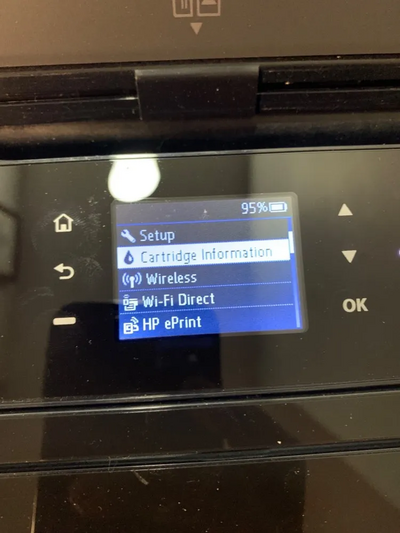 95%
Setup
Cartridge Information
Wireless
Wi-Fi Direct
HP ePrint
OK